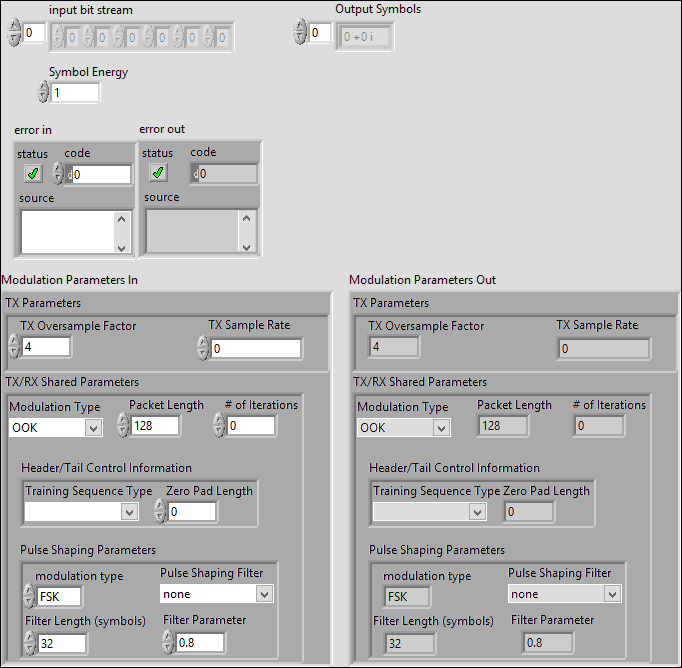 input bit stream
Output Symbols
0 0 0 0 0 0 0
0 0 +0 i
Symbol Energy
1
error in
error out
status code
status code
d0
d0
source
source
Modulation Parameters In
Modulation Parameters Out
TX Parameters
TX Oversample Factor TX Sample Rate
4 0
TX/RX Shared Parameters
Modulation Type Packet Length # of Iterations
OOK 128 0
Header/Tail Control Information
Training Sequence Type Zero Pad Length
0
Pulse Shaping Parameters
modulation type Pulse Shaping Filter
FSK none
Filter Length (symbols) Filter Parameter
32 0.8
TX Parameters
TX Oversample Factor TX Sample Rate
4 0
TX/RX Shared Parameters
Modulation Type Packet Length # of Iterations
OOK 128 0
Header/Tail Control Information
Training Sequence Type Zero Pad Length
0
Pulse Shaping Parameters
modulation type Pulse Shaping Filter
FSK none
Filter Length (symbols) Filter Parameter
32 0.8